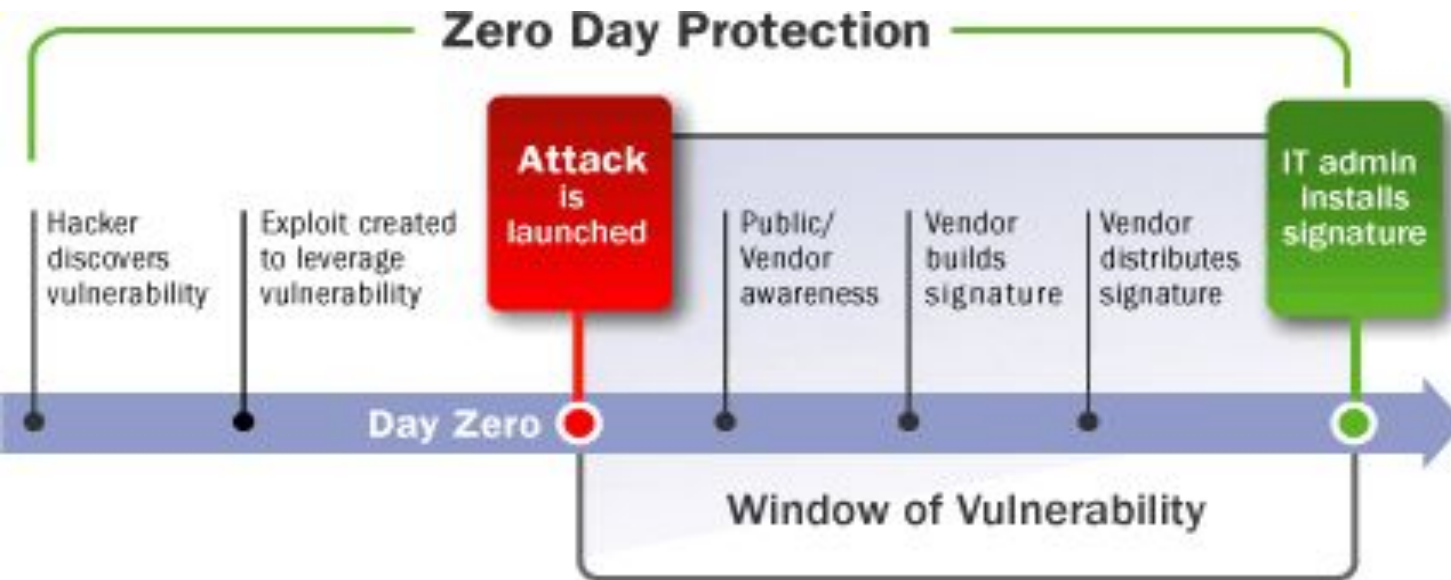 Zero Day Protection
Hacker
discovers
vulnerability
Exploit created
to leverage
vulnerability
Attack
is
launched
Public/
Vendor
awareness
Vendor
builds
signature
Vendor
distributes
signature
IT admin
installs
signature
Day Zero
Window of Vulnerability